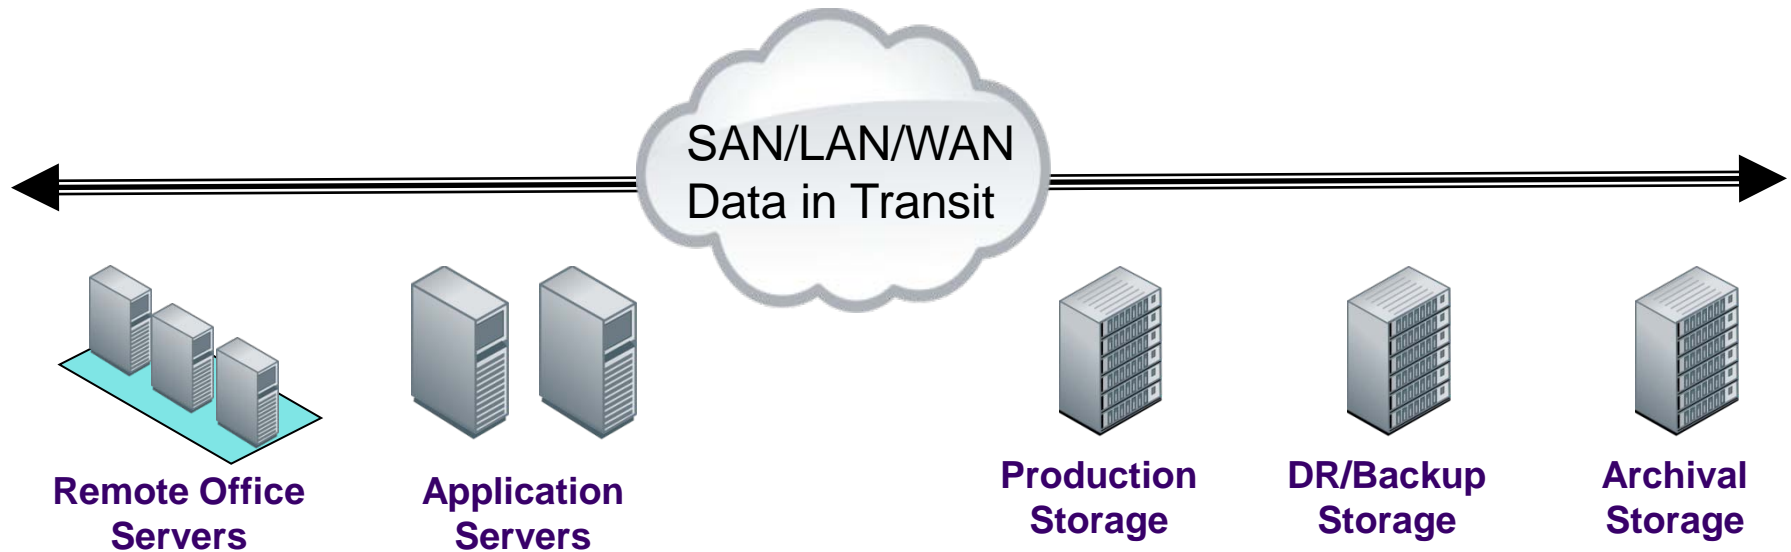 SAN/LAN/WAN
Data in Transit
Remote Office
Servers
Application
Servers
Production
Storage
DR/Backup
Storage
Archival
Storage